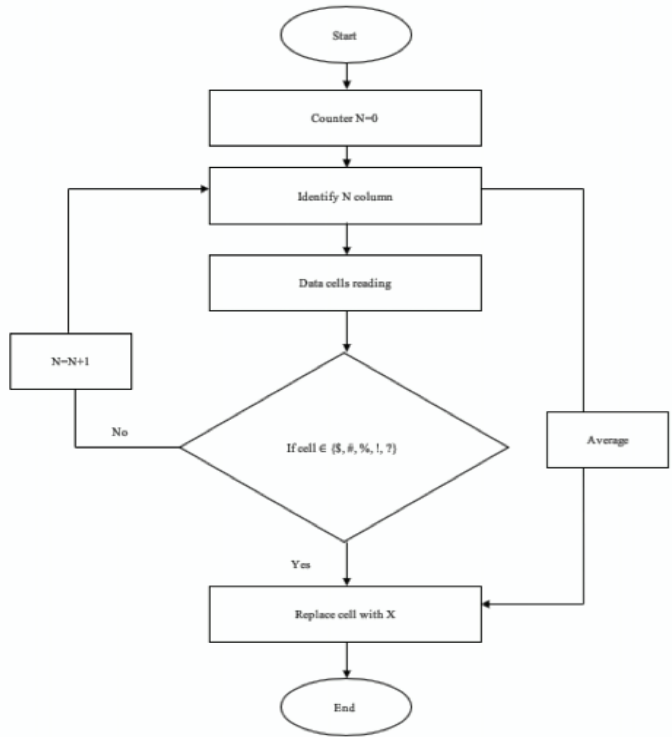 Start
Counter N=0
Identify N column
Data cells reading
N=N+1
No
If cell ∈ {$, #, %, !, ?}
Average
Yes
Replace cell with X
End